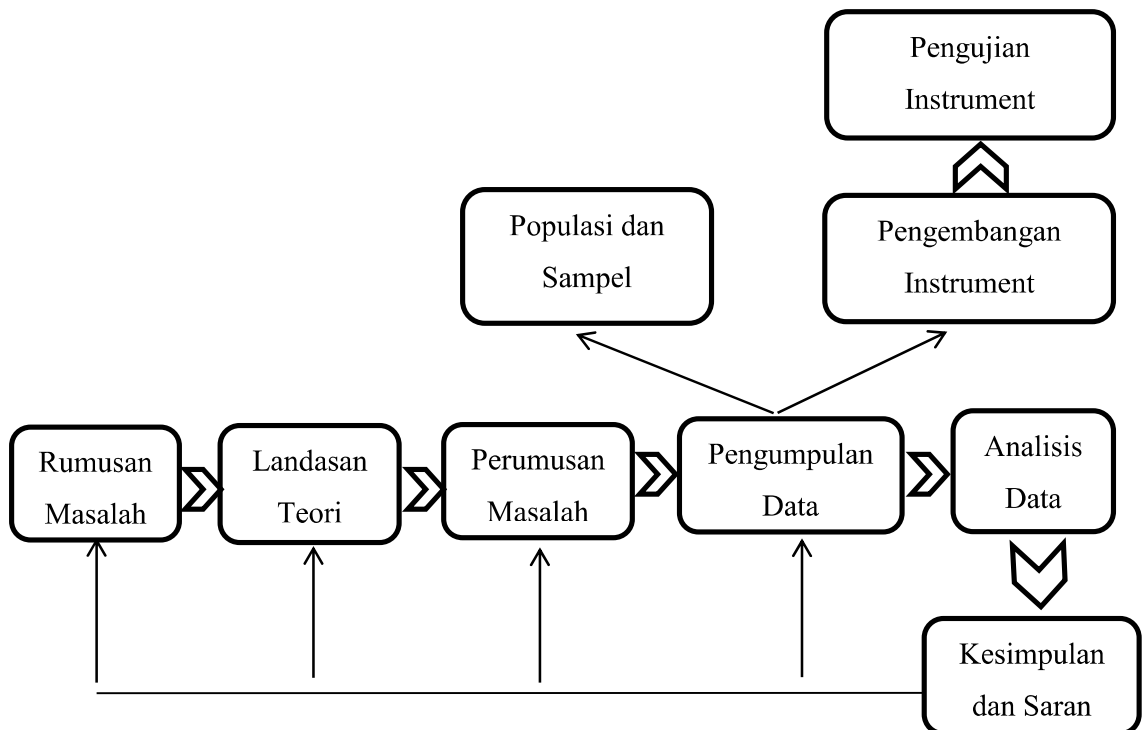 Pengujian
Instrument
Populasi dan
Sampel
Pengembangan
Instrument
Rumusan
Masalah
Landasan
Teori
Perumusan
Masalah
Pengumpulan
Data
Analisis
Data
Kesimpulan
dan Saran